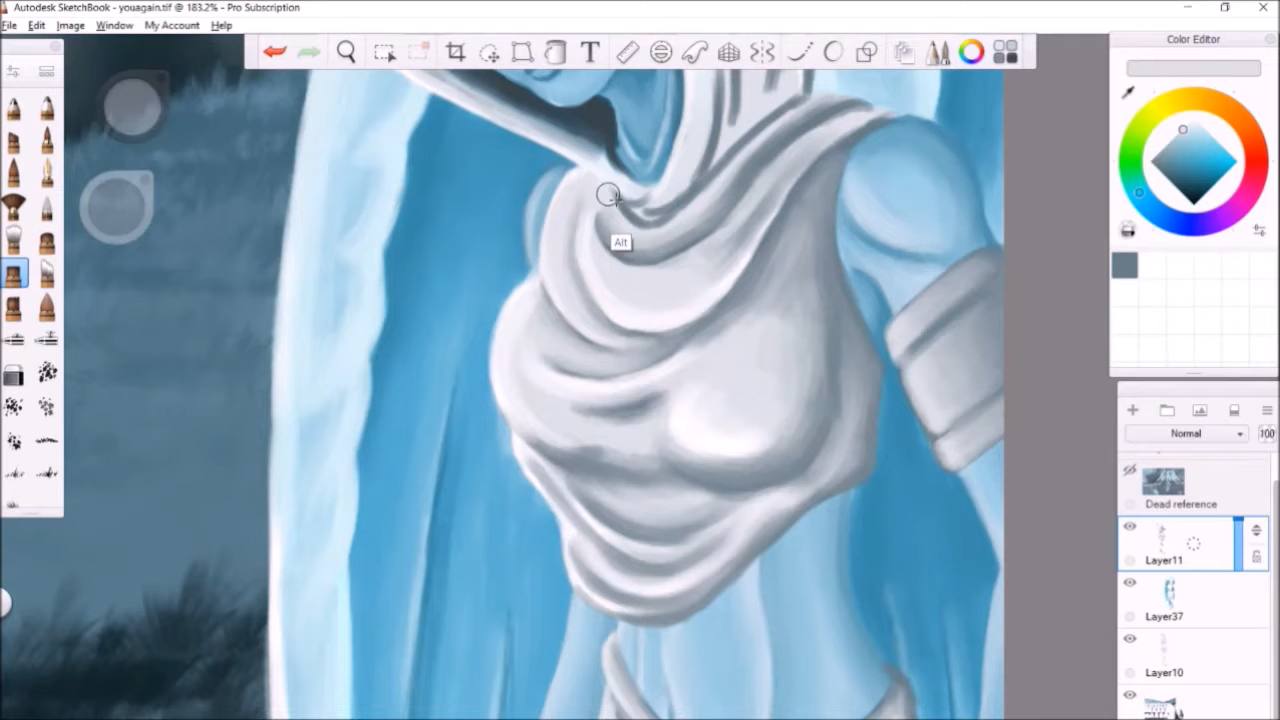 Autodesk SketchBook - youagain.tif @ 183.2% - Pro Subscription
File Edit Image Window My Account Help
T
Color Editor
Alt
Normal 100
Dead reference
Layer11
Layer37
Layer10